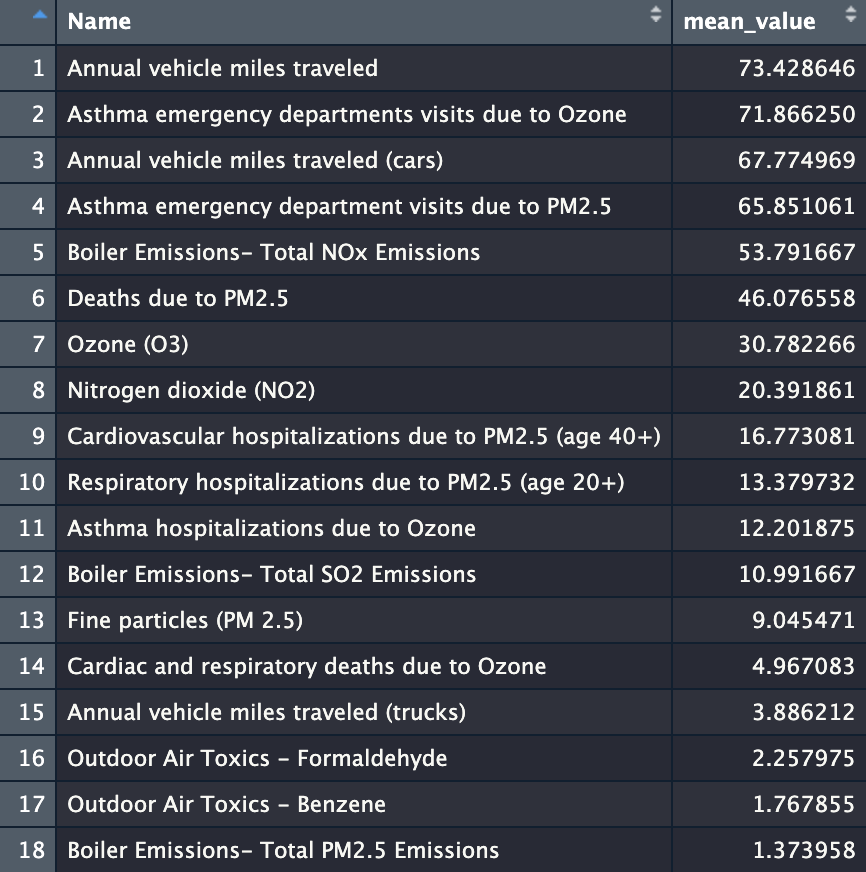 Name mean_value
1 Annual vehicle miles traveled 73.428646
2 Asthma emergency departments visits due to Ozone 71.866250
3 Annual vehicle miles traveled (cars) 67.774969
4 Asthma emergency department visits due to PM2.5 65.851061
5 Boiler Emissions- Total NOx Emissions 53.791667
6 Deaths due to PM2.5 46.076558
7 Ozone (O3) 30.782266
8 Nitrogen dioxide (NO2) 20.391861
9 Cardiovascular hospitalizations due to PM2.5 (age 40+) 16.773081
10 Respiratory hospitalizations due to PM2.5 (age 20+) 13.379732
11 Asthma hospitalizations due to Ozone 12.201875
12 Boiler Emissions- Total SO2 Emissions 10.991667
13 Fine particles (PM 2.5) 9.045471
14 Cardiac and respiratory deaths due to Ozone 4.967083
15 Annual vehicle miles traveled (trucks) 3.886212
16 Outdoor Air Toxics - Formaldehyde 2.257975
17 Outdoor Air Toxics - Benzene 1.767855
18 Boiler Emissions- Total PM2.5 Emissions 1.373958